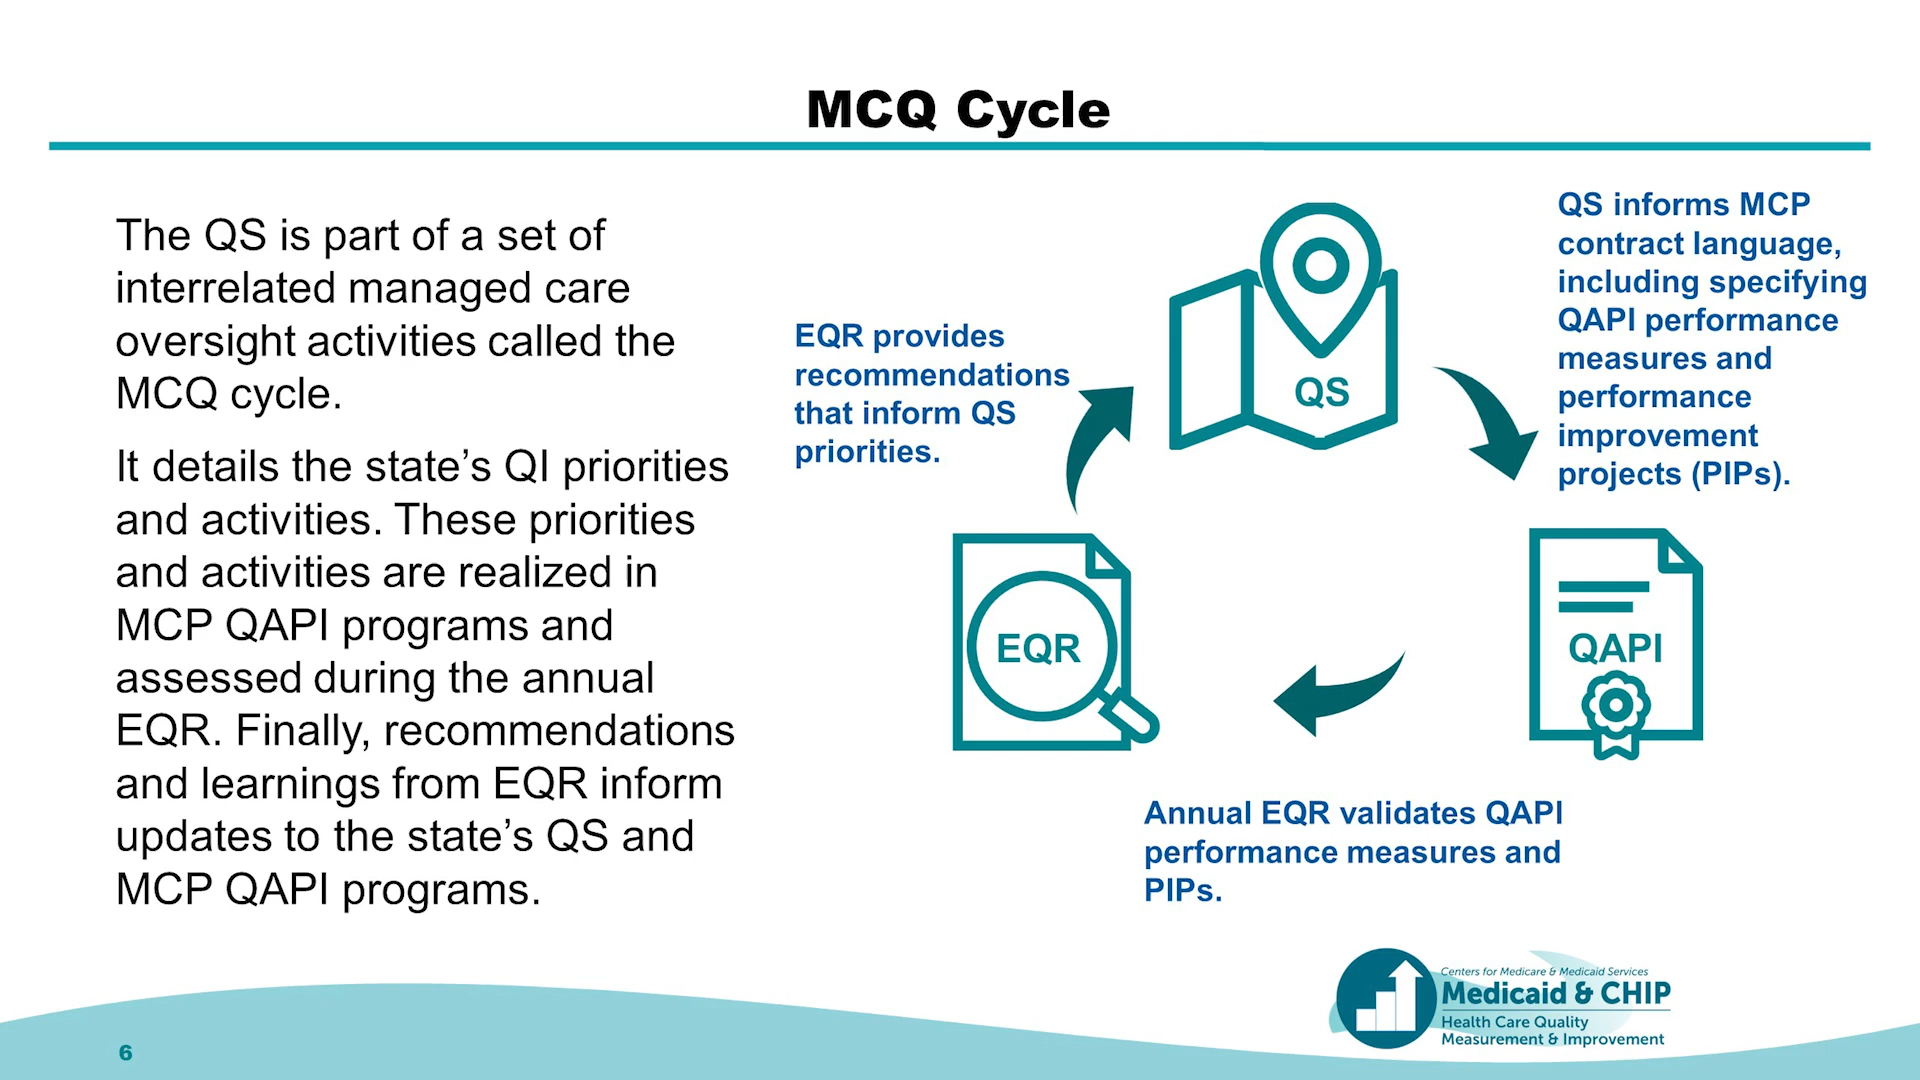 MCQ Cycle
The QS is part of a set of
interrelated managed care
oversight activities called the
MCQ cycle.
It details the state’s QI priorities
and activities. These priorities
and activities are realized in
MCP QAPI programs and
assessed during the annual
EQR. Finally, recommendations
and learnings from EQR inform
updates to the state’s QS and
MCP QAPI programs.
EQR provides
recommendations
that inform QS
priorities.
QS
QS informs MCP
contract language,
including specifying
QAPI performance
measures and
performance
improvement
projects (PIPs).
EQR
QAPI
Annual EQR validates QAPI
performance measures and
PIPs.
Centers for Medicare & Medicaid Services
Medicaid & CHIP
Health Care Quality
Measurement & Improvement
6